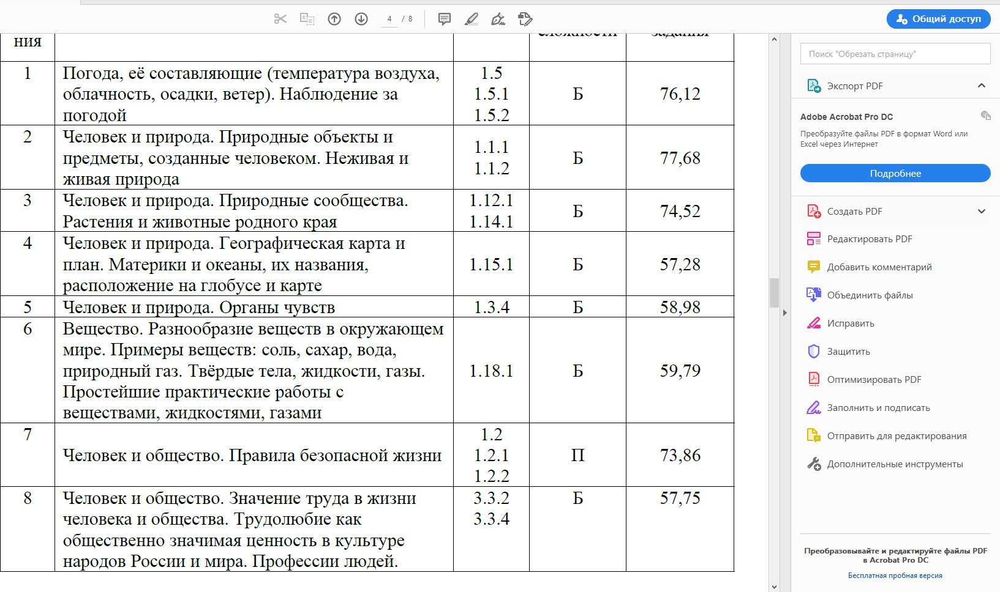 4 / 8
Общий доступ
ния
сложности
задания
1
Погода, её составляющие (температура воздуха,
облачность, осадки, ветер). Наблюдение за
погодой
1.5
1.5.1
1.5.2
Б
76,12
2
Человек и природа. Природные объекты и
предметы, созданные человеком. Неживая и
живая природа
1.1.1
1.1.2
Б
77,68
3
Человек и природа. Природные сообщества.
Растения и животные родного края
1.12.1
1.14.1
Б
74,52
4
Человек и природа. Географическая карта и
план. Материки и океаны, их названия,
расположение на глобусе и карте
1.15.1
Б
57,28
5
Человек и природа. Органы чувств
1.3.4
Б
58,98
6
Вещество. Разнообразие веществ в окружающем
мире. Примеры веществ: соль, сахар, вода,
природный газ. Твёрдые тела, жидкости, газы.
Простейшие практические работы с
веществами, жидкостями, газами
1.18.1
Б
59,79
7
Человек и общество. Правила безопасной жизни
1.2
1.2.1
1.2.2
П
73,86
8
Человек и общество. Значение труда в жизни
человека и общества. Трудолюбие как
общественно значимая ценность в культуре
народов России и мира. Профессии людей.
3.3.2
3.3.4
Б
57,75
Поиск "Обрезать страницу"
Экспорт PDF
Adobe Acrobat Pro DC
Преобразуйте файлы PDF в формат Word или
Excel через Интернет
Подробнее
Создать PDF
Редактировать PDF
Добавить комментарий
Объединить файлы
Исправить
Защитить
Оптимизировать PDF
Заполнить и подписать
Отправить для редактирования
Дополнительные инструменты
Преобразовывайте и редактируйте файлы PDF
в Acrobat Pro DC
Бесплатная пробная версия